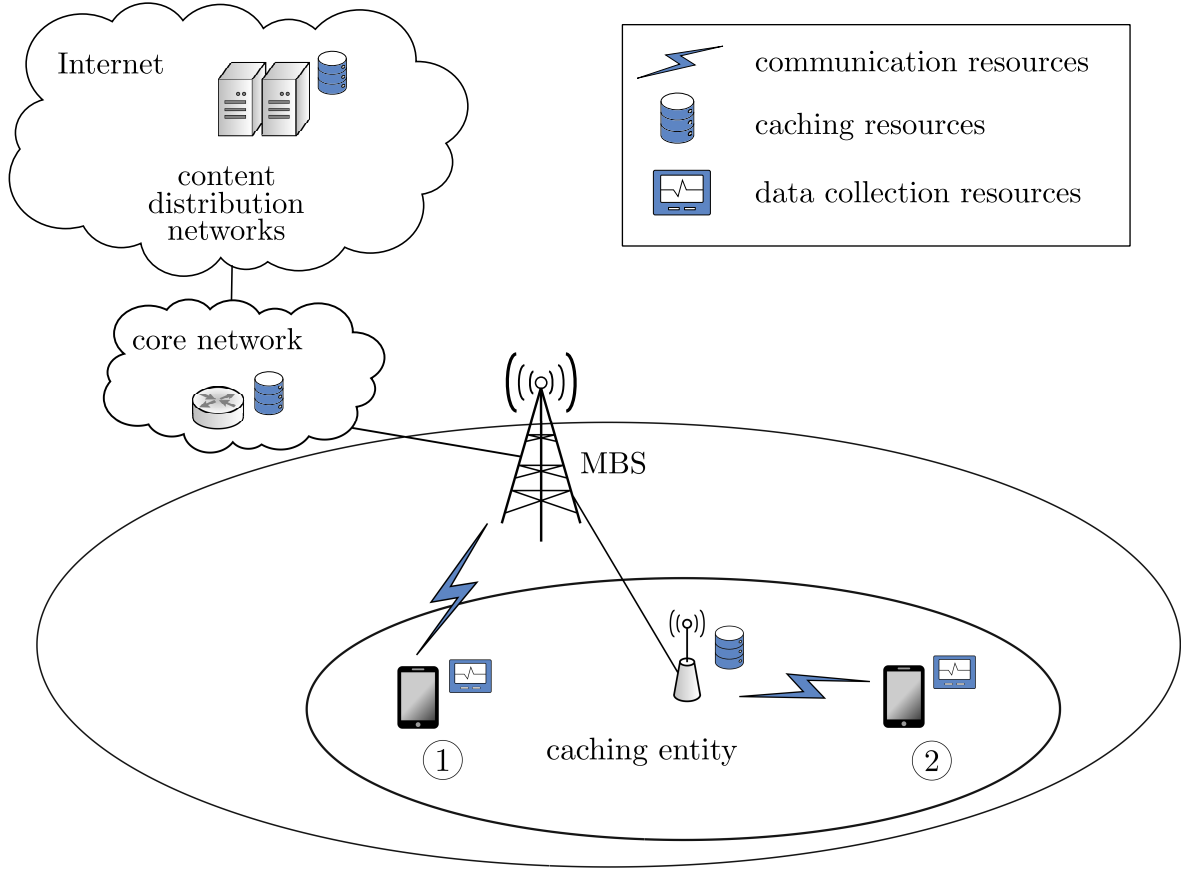 Internet
content
distribution
networks
core network
communication resources
caching resources
data collection resources
MBS
caching entity
1
2